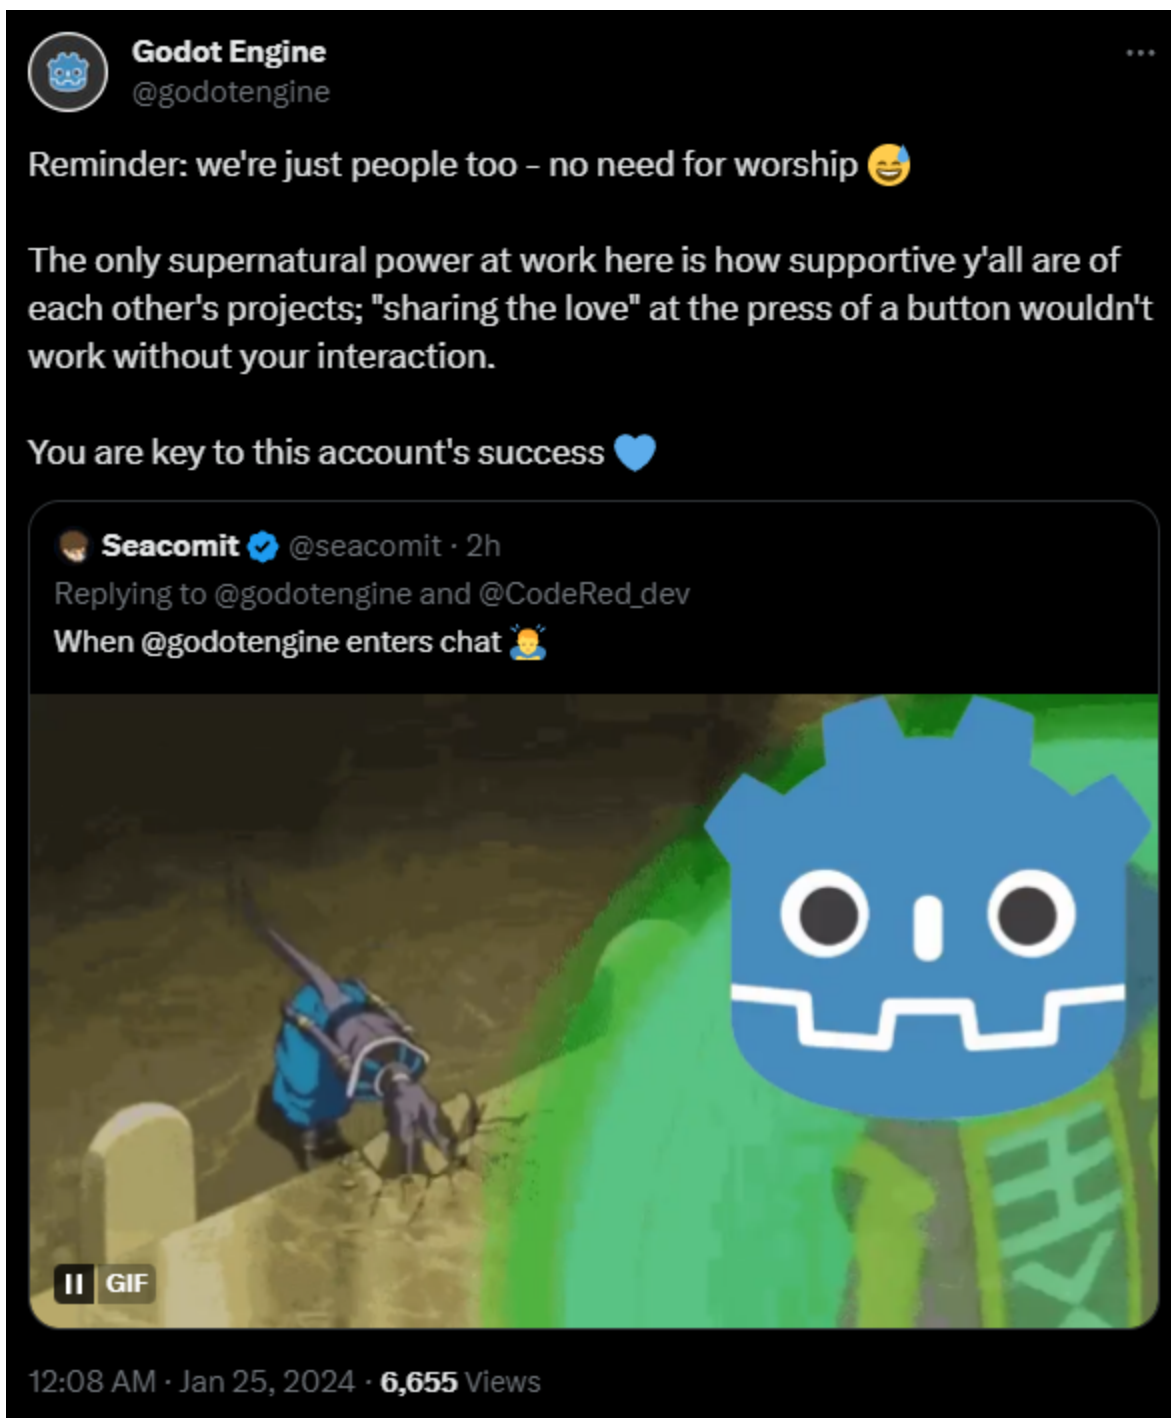 Godot Engine
@godotengine
Reminder: we're just people too - no need for worship 😅
The only supernatural power at work here is how supportive y'all are of
each other's projects; "sharing the love" at the press of a button wouldn't
work without your interaction.
You are key to this account's success 💙
Seacomit @seacomit · 2h
Replying to @godotengine and @CodeRed_dev
When @godotengine enters chat 🙇
GIF
12:08 AM · Jan 25, 2024 · 6,655 Views